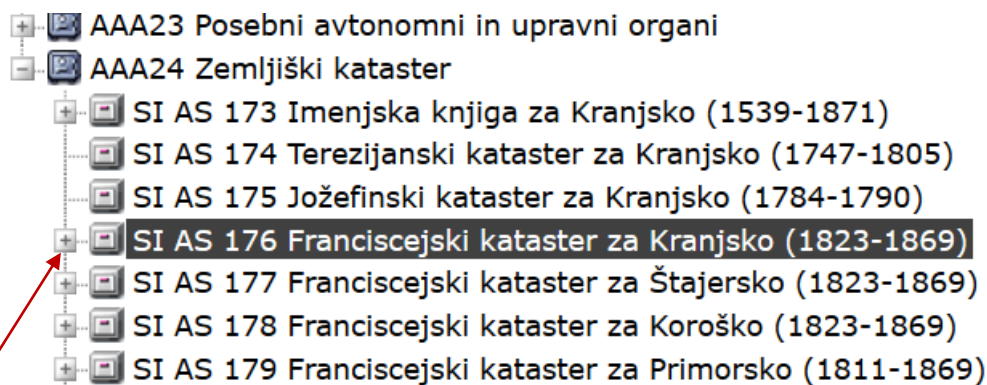 AAA23 Posebni avtonomni in upravni organi
AAA24 Zemljiški kataster
SI AS 173 Imenjska knjiga za Kranjsko (1539-1871)
SI AS 174 Terezijanski kataster za Kranjsko (1747-1805)
SI AS 175 Jožefinski kataster za Kranjsko (1784-1790)
SI AS 176 Franciscejski kataster za Kranjsko (1823-1869)
SI AS 177 Franciscejski kataster za Štajersko (1823-1869)
SI AS 178 Franciscejski kataster za Koroško (1823-1869)
SI AS 179 Franciscejski kataster za Primorsko (1811-1869)